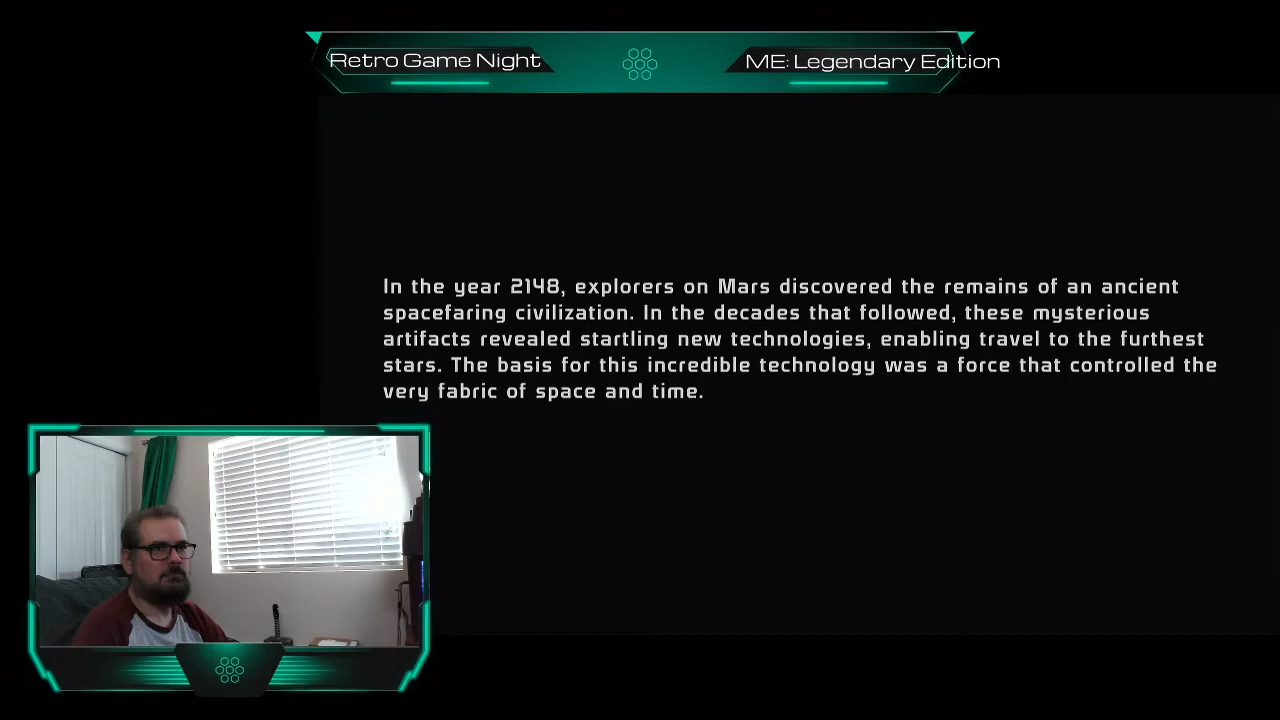 Retro Game Night
ME: Legendary Edition
In the year 2148, explorers on Mars discovered the remains of an ancient
spacefaring civilization. In the decades that followed, these mysterious
artifacts revealed startling new technologies, enabling travel to the furthest
stars. The basis for this incredible technology was a force that controlled the
very fabric of space and time.